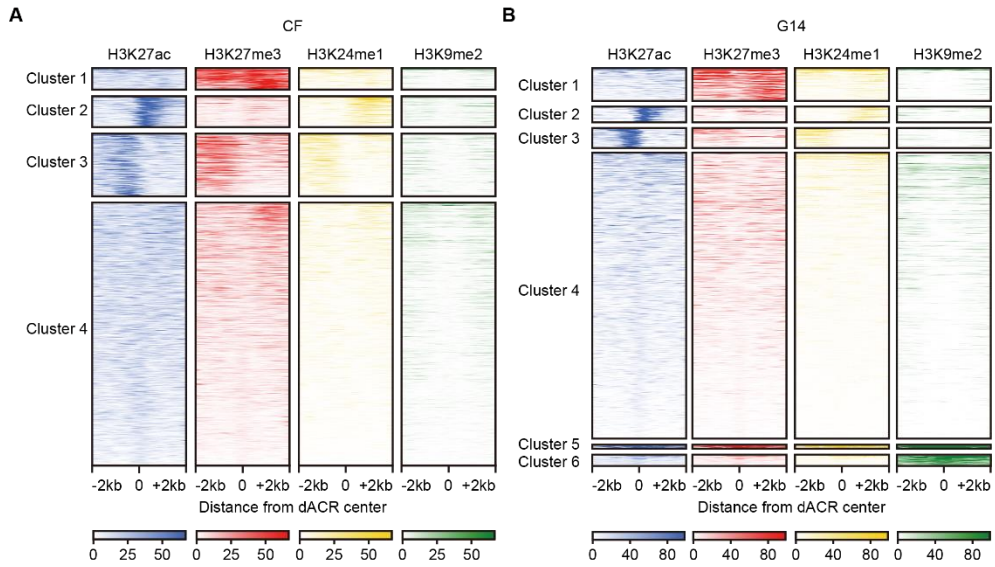 A
CF
H3K27ac H3K27me3 H3K24me1 H3K9me2
Cluster 1
Cluster 2
Cluster 3
Cluster 4
-2kb 0 +2kb -2kb 0 +2kb -2kb 0 +2kb -2kb 0 +2kb
Distance from dACR center
0 25 50 0 25 50 0 25 50 0 25 50
B
G14
H3K27ac H3K27me3 H3K24me1 H3K9me2
Cluster 1
Cluster 2
Cluster 3
Cluster 4
Cluster 5
Cluster 6
-2kb 0 +2kb -2kb 0 +2kb -2kb 0 +2kb -2kb 0 +2kb
Distance from dACR center
0 40 80 0 40 80 0 40 80 0 40 80